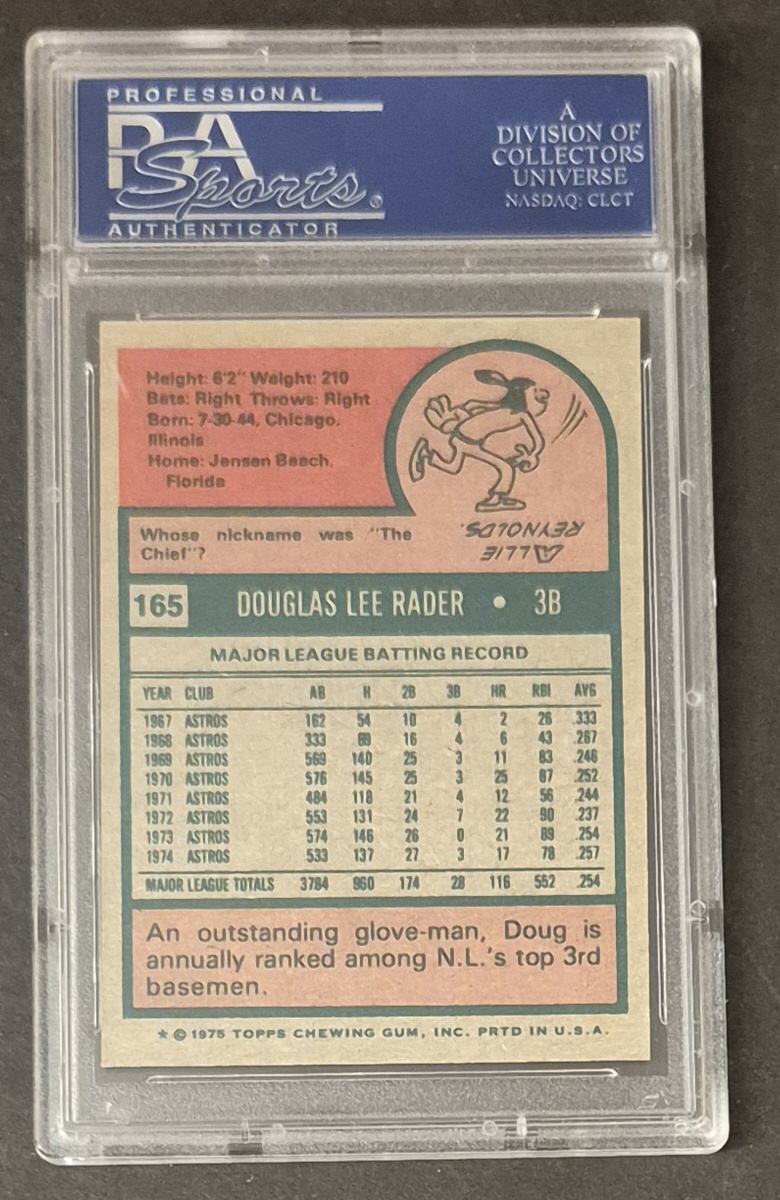 PROFESSIONAL
PSA
Sports®
AUTHENTICATOR
A
DIVISION OF
COLLECTORS
UNIVERSE
NASDAQ: CLCT
Height: 6'2" Weight: 210
Bats: Right Throws: Right
Born: 7-30-44, Chicago,
Illinois
Home: Jensen Beach,
Florida
Whose nickname was "The
Chief"?
ALLIE
REYNOLDS.
165 DOUGLAS LEE RADER • 3B
MAJOR LEAGUE BATTING RECORD
YEAR CLUB AB H 2B 3B HR RBI AVG
1967 ASTROS 162 54 10 4 2 26 .333
1968 ASTROS 333 89 16 4 6 43 .267
1969 ASTROS 569 140 25 3 11 83 .246
1970 ASTROS 576 145 25 3 25 87 .252
1971 ASTROS 484 118 21 4 12 56 .244
1972 ASTROS 553 131 24 7 22 90 .237
1973 ASTROS 574 146 26 0 21 89 .254
1974 ASTROS 533 137 27 3 17 78 .257
MAJOR LEAGUE TOTALS 3784 960 174 28 116 552 .254
An outstanding glove-man, Doug is
annually ranked among N.L.'s top 3rd
basemen.
★ © 1975 TOPPS CHEWING GUM, INC. PRTD IN U.S.A.